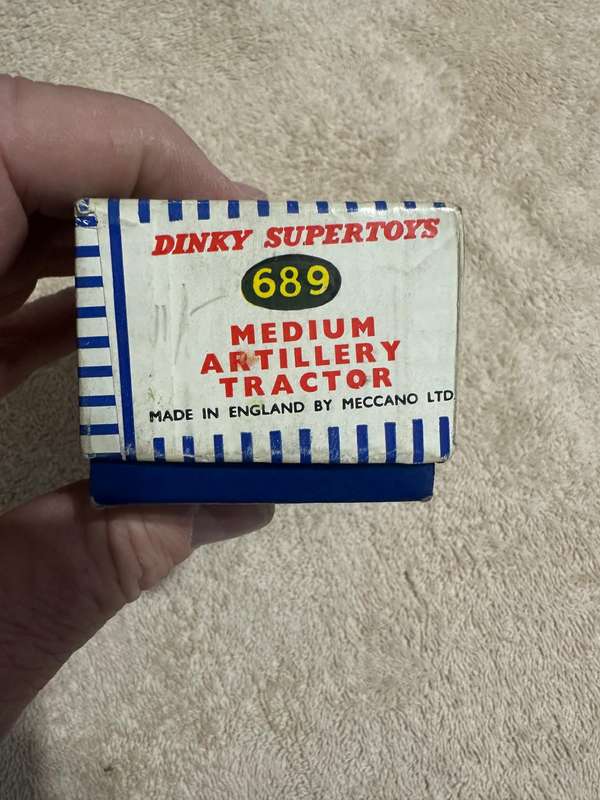 DINKY SUPERTOYS
689
MEDIUM
ARTILLERY
TRACTOR
MADE IN ENGLAND BY MECCANO LTD